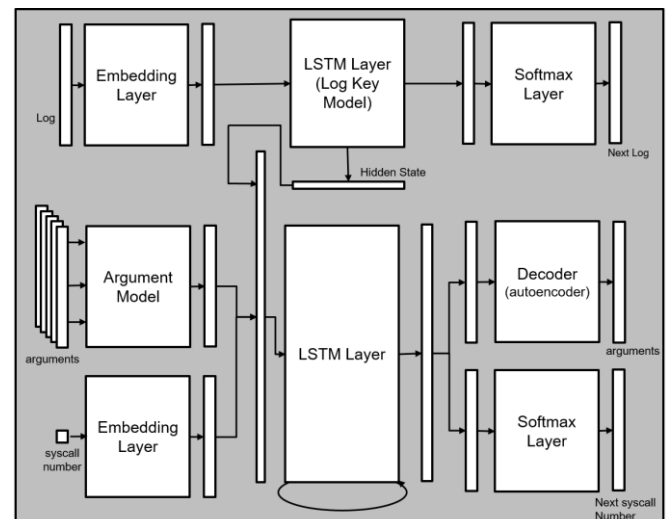 Log
Embedding
Layer
LSTM Layer
(Log Key
Model)
Softmax
Layer
Next Log
Hidden State
arguments
Argument
Model
LSTM Layer
Decoder
(autoencoder)
arguments
syscall
number
Embedding
Layer
Softmax
Layer
Next syscall
Number